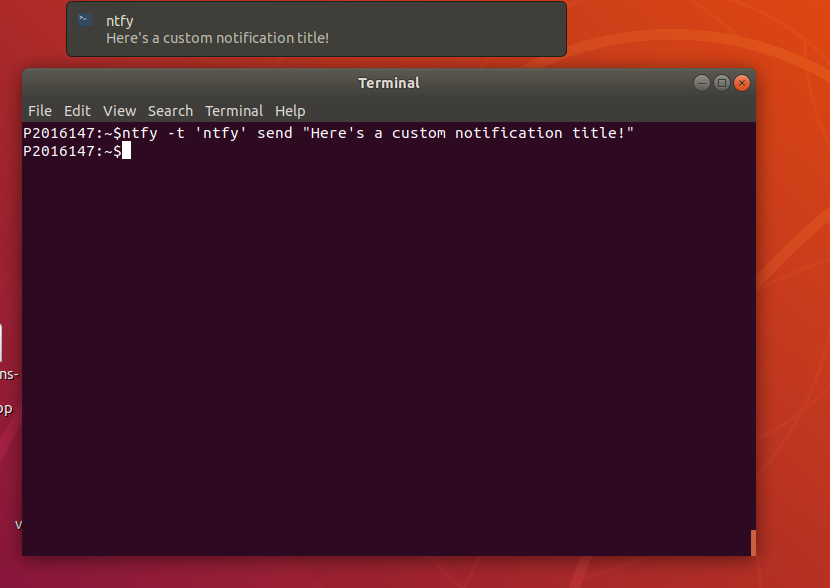 ntfy
Here's a custom notification title!
Terminal
File Edit View Search Terminal Help
P2016147:~$ntfy -t 'ntfy' send "Here's a custom notification title!"
P2016147:~$
ns-
op
v